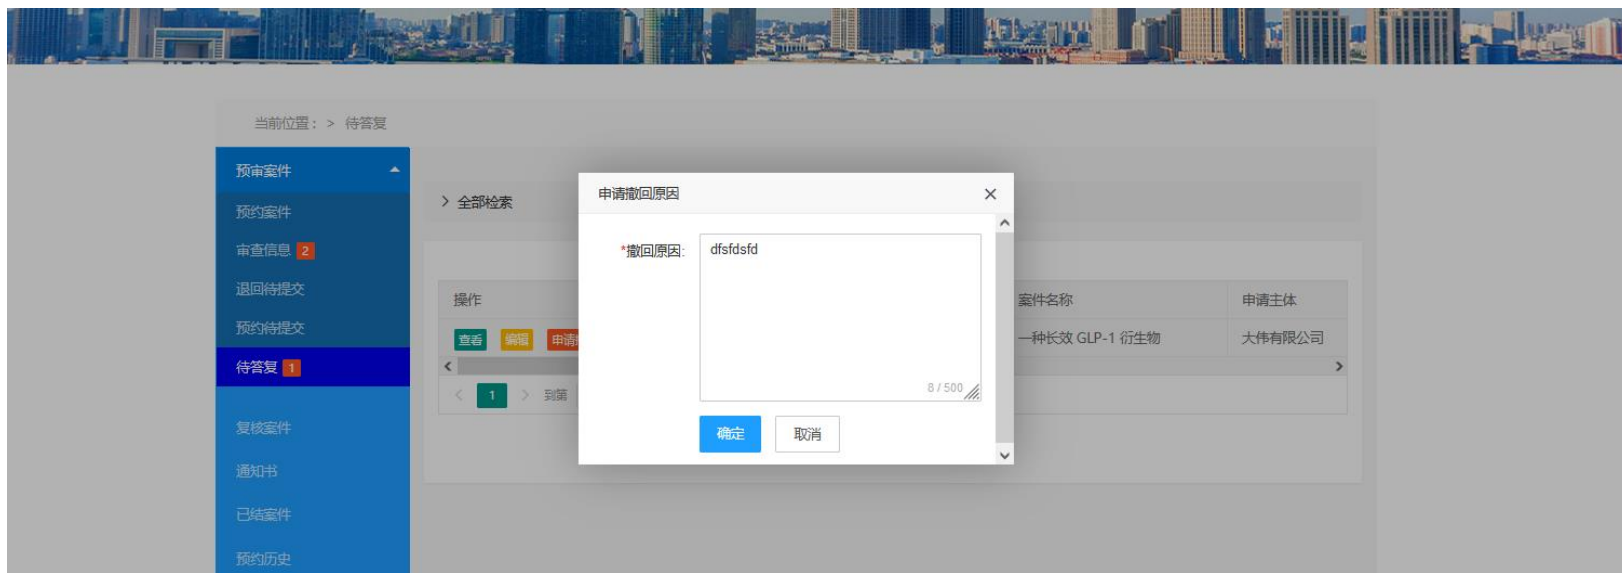 当前位置： > 待答复
预审案件
预约案件
审查信息 2
退回待提交
预约待提交
待答复 1
复核案件
通知书
已结案件
预约历史
> 全部检索
操作 案件名称 申请主体
查看 编辑 申请 一种长效 GLP-1 衍生物 大伟有限公司
< 1 > 到第
申请撤回原因
*撤回原因:
dfsfdsfd
8 / 500
确定 取消